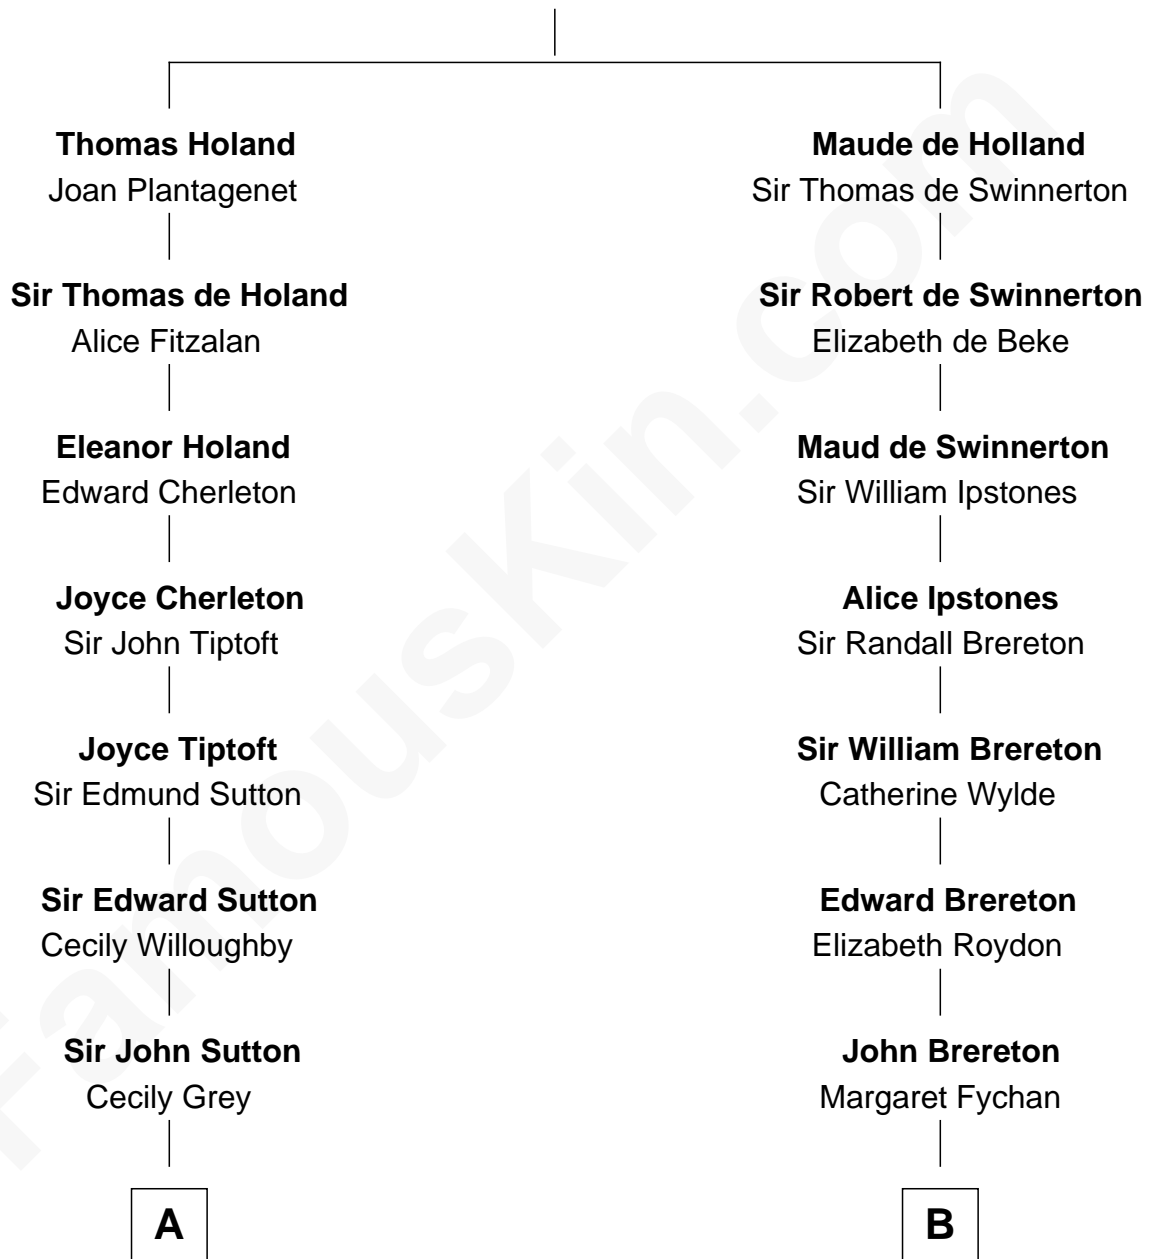 Thomas Holand
Joan Plantagenet
Sir Thomas de Holand
Alice Fitzalan
Eleanor Holand
Edward Cherleton
Joyce Cherleton
Sir John Tiptoft
Joyce Tiptoft
Sir Edmund Sutton
Sir Edward Sutton
Cecily Willoughby
Sir John Sutton
Cecily Grey
A
Maude de Holland
Sir Thomas de Swinnerton
Sir Robert de Swinnerton
Elizabeth de Beke
Maud de Swinnerton
Sir William Ipstones
Alice Ipstones
Sir Randall Brereton
Sir William Brereton
Catherine Wylde
Edward Brereton
Elizabeth Roydon
John Brereton
Margaret Fychan
B
FamousKin.com